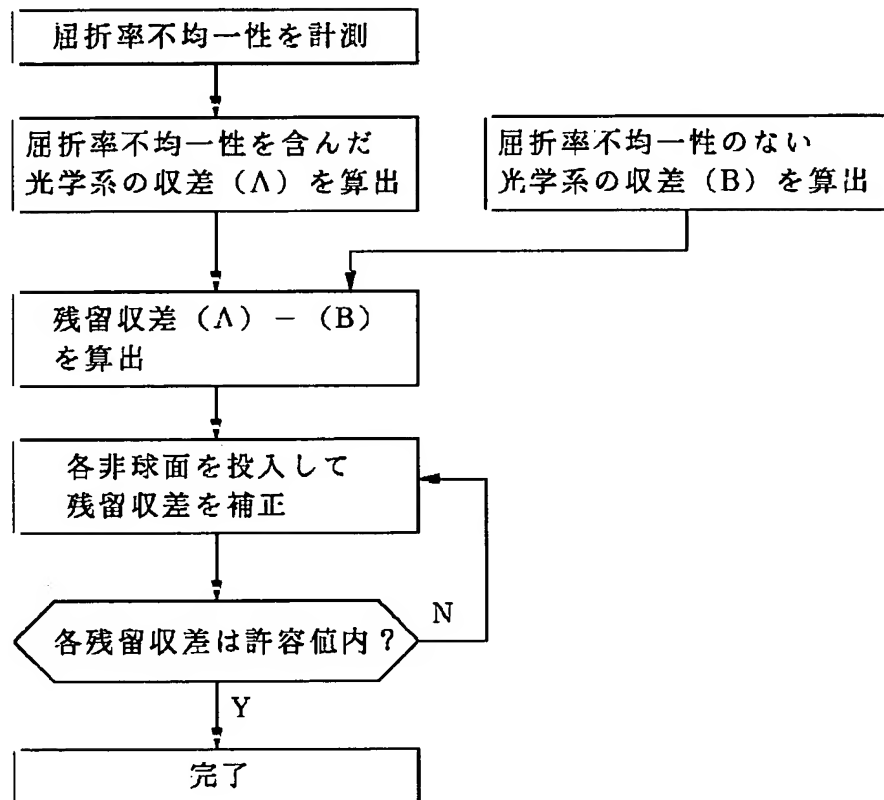 屈折率不均一性を計測
屈折率不均一性を含んだ
光学系の収差（A）を算出
屈折率不均一性のない
光学系の収差（B）を算出
残留収差（A）－（B）
を算出
各非球面を投入して
残留収差を補正
各残留収差は許容値内？
N
Y
完了